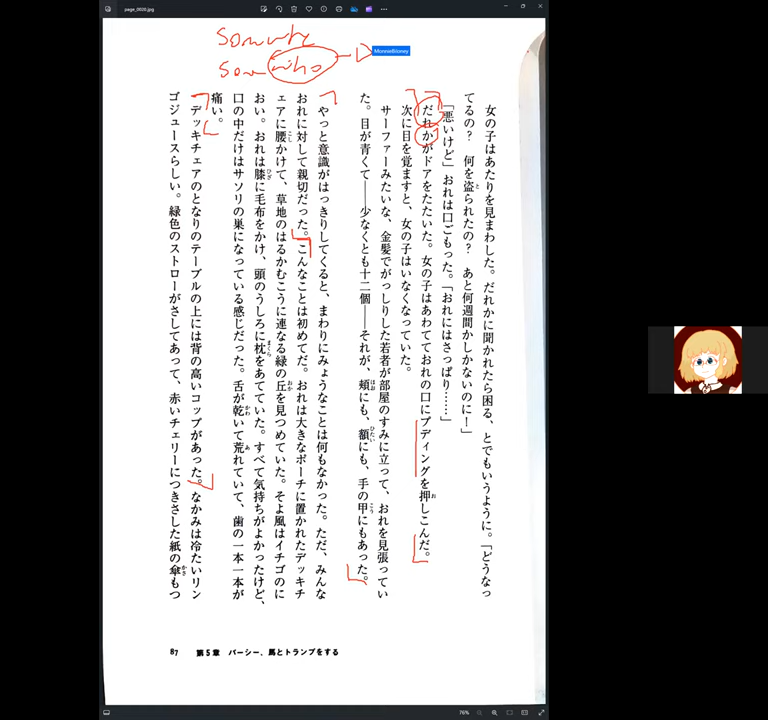 page_0000.jpg
Somwhy
Som who
MonnieBloney
女の子はあたりを見まわした。だれかに聞かれたら困る、とでもいうように。「どうなっ
てるの？　何を盗られたの？　あと何週間かしかないのに！」
「悪いけど」おれは口ごもった。「おれにはさっぱり……」
だれかがドアをたたいた。女の子はあわてておれの口にプディングを押しこんだ。
次に目を覚ますと、女の子はいなくなっていた。
サーファーみたいな、金髪でがっしりした若者が部屋のすみに立って、おれを見張ってい
た。目が青くて――少なくとも十二個――それが、頰にも、額にも、手の甲にもあった。
やっと意識がはっきりしてくると、まわりにみょうなことは何もなかった。ただ、みんな
おれに対して親切だった。こんなことは初めてだ。おれは大きなポーチに置かれたデッキチ
ェアに腰かけて、草地のはるかむこうに連なる緑の丘を見つめていた。そよ風はイチゴのに
おい。おれは膝に毛布をかけ、頭のうしろに枕をあてていた。すべて気持ちがよかったけど、
口の中だけはサソリの巣になっている感じだった。舌が乾いて荒れていて、歯の一本一本が
痛い。
デッキチェアのとなりのテーブルの上には背の高いコップがあった。なかみは冷たいリン
ゴジュースらしい。緑色のストローがさしてあって、赤いチェリーにつきさした紙の傘もつ
87　第5章　パーシー、馬とトランプをする
76%